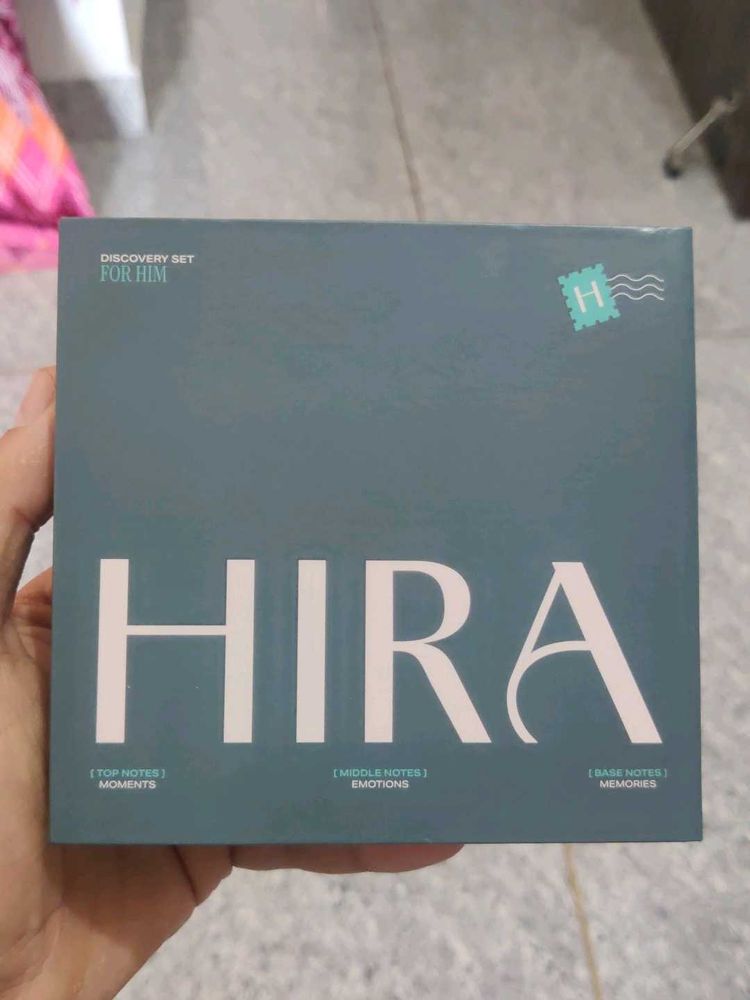 DISCOVERY SET
FOR HIM
H
HIRA
[ TOP NOTES ]
MOMENTS
[ MIDDLE NOTES ]
EMOTIONS
[ BASE NOTES ]
MEMORIES